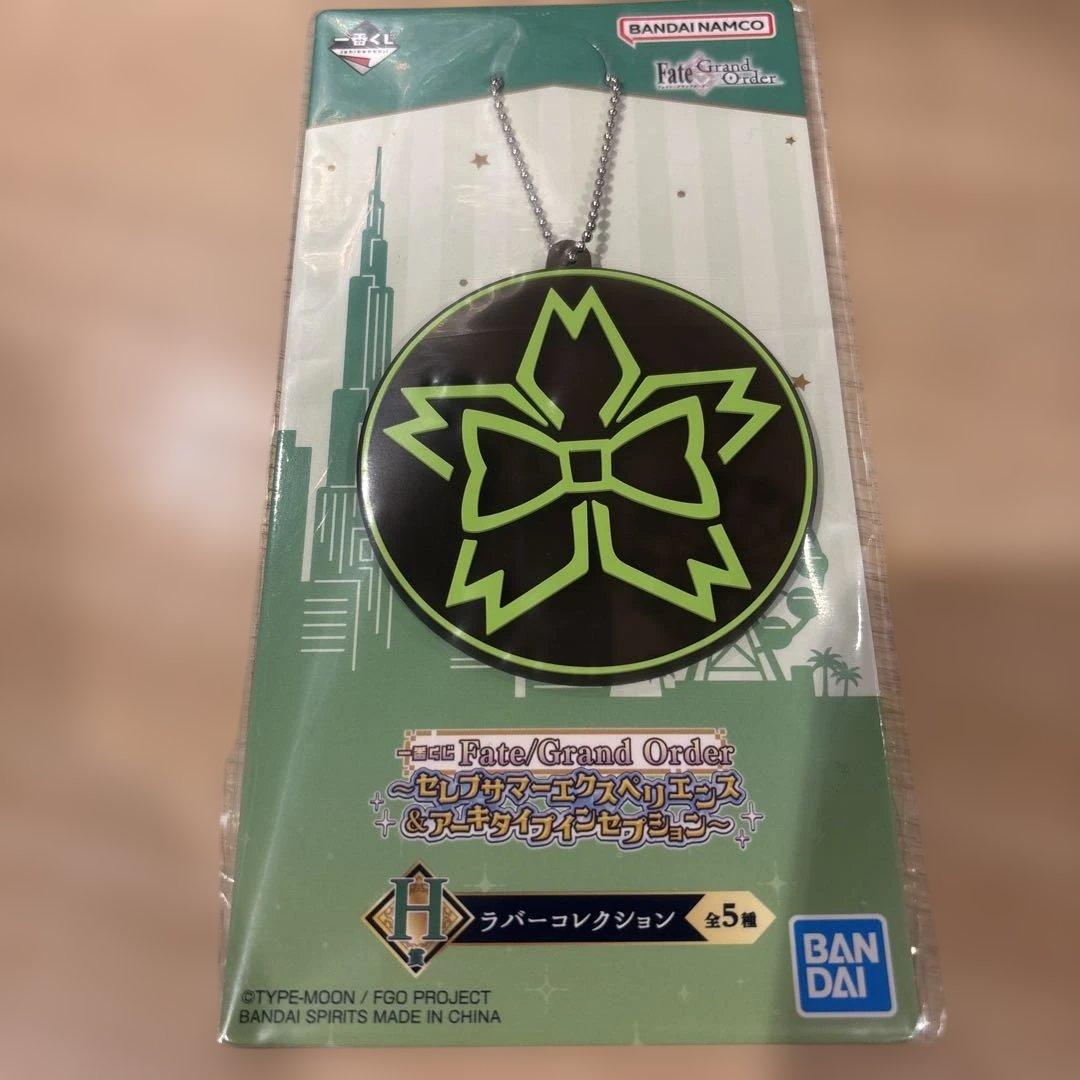 一番くじ
BANDAI NAMCO
Fate Grand Order
一番くじ Fate/Grand Order
～セレブサマーエクスペリエンス
＆アーキタイプインセプション～
H賞 ラバーコレクション 全5種
BANDAI
©TYPE-MOON / FGO PROJECT
BANDAI SPIRITS MADE IN CHINA